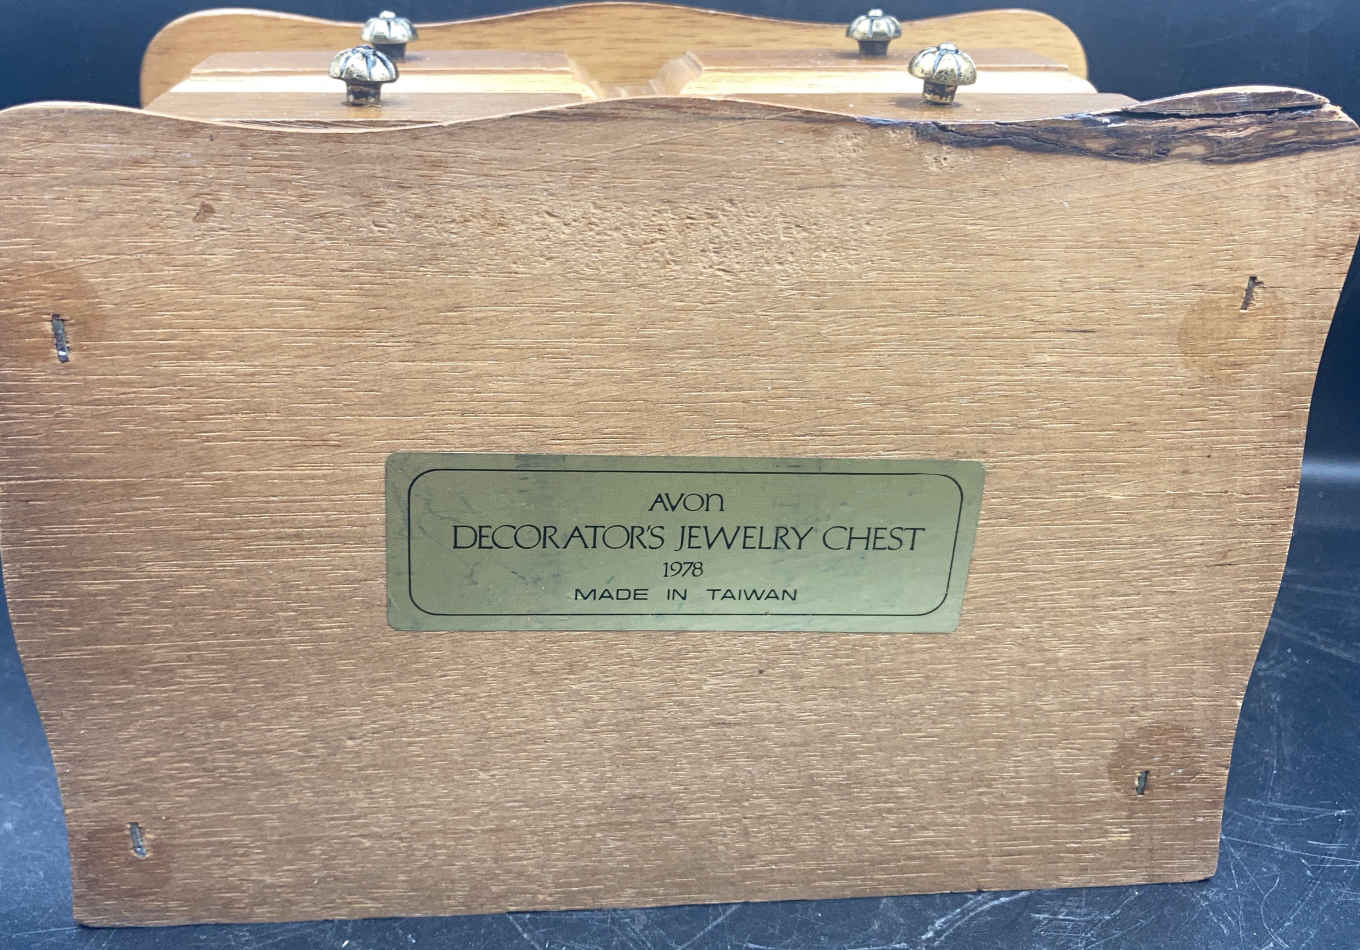 AVON
DECORATOR'S JEWELRY CHEST
1978
MADE IN TAIWAN